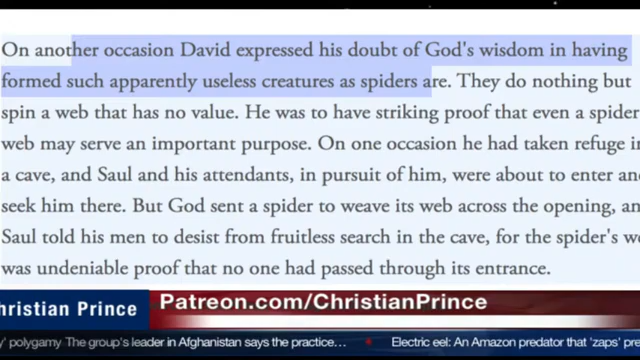 On another occasion David expressed his doubt of God's wisdom in having
formed such apparently useless creatures as spiders are. They do nothing but
spin a web that has no value. He was to have striking proof that even a spider
web may serve an important purpose. On one occasion he had taken refuge in
a cave, and Saul and his attendants, in pursuit of him, were about to enter and
seek him there. But God sent a spider to weave its web across the opening, an
Saul told his men to desist from fruitless search in the cave, for the spider's we
was undeniable proof that no one had passed through its entrance.
hristian Prince
Patreon.com/ChristianPrince
y' polygamy The group's leader in Afghanistan says the practice...
Electric eel: An Amazon predator that 'zaps' pre